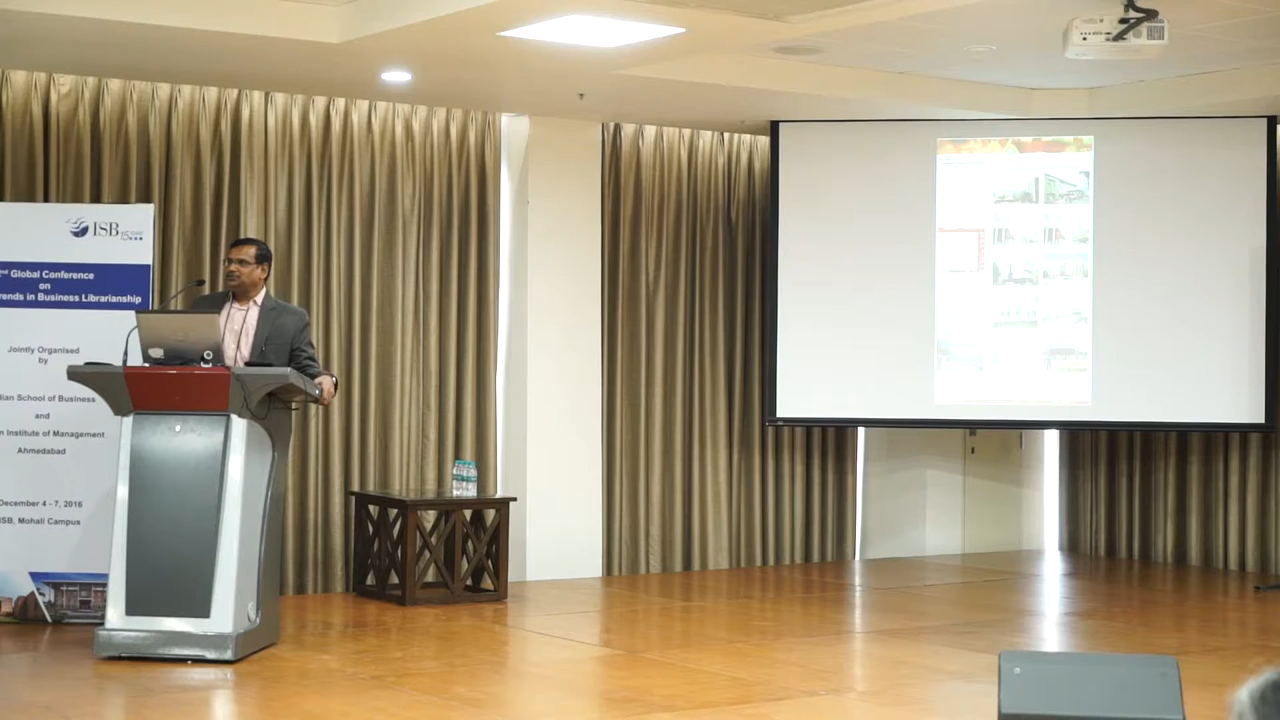 ISB
2nd Global Conference
on
rends in Business Librarianship
Jointly Organised
by
dian School of Business
and
n Institute of Management
Ahmedabad
December 4 - 7, 2016
ISB, Mohali Campus